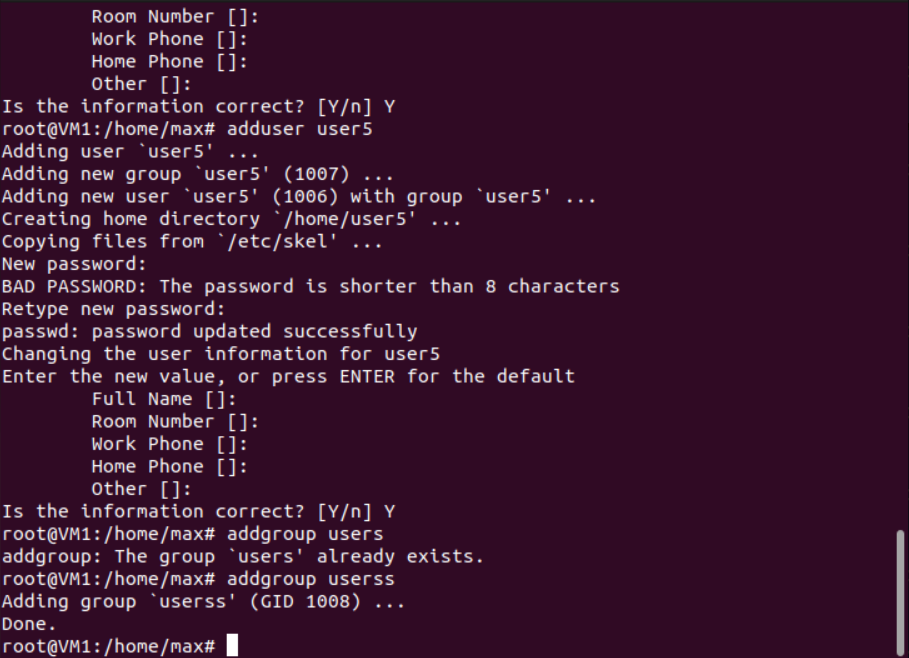 Room Number []:
Work Phone []:
Home Phone []:
Other []:
Is the information correct? [Y/n] Y
root@VM1:/home/max# adduser user5
Adding user `user5' ...
Adding new group `user5' (1007) ...
Adding new user `user5' (1006) with group `user5' ...
Creating home directory `/home/user5' ...
Copying files from `/etc/skel' ...
New password:
BAD PASSWORD: The password is shorter than 8 characters
Retype new password:
passwd: password updated successfully
Changing the user information for user5
Enter the new value, or press ENTER for the default
Full Name []:
Room Number []:
Work Phone []:
Home Phone []:
Other []:
Is the information correct? [Y/n] Y
root@VM1:/home/max# addgroup users
addgroup: The group `users' already exists.
root@VM1:/home/max# addgroup userss
Adding group `userss' (GID 1008) ...
Done.
root@VM1:/home/max#